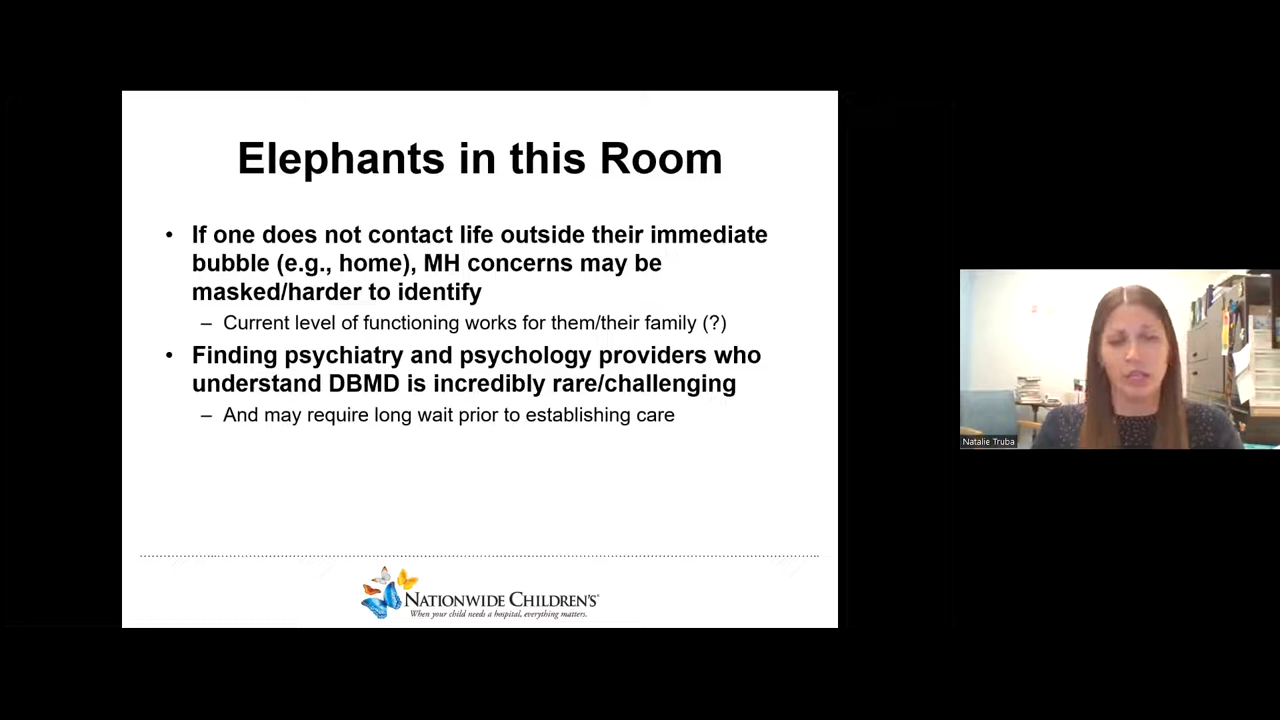 Elephants in this Room
• If one does not contact life outside their immediate
bubble (e.g., home), MH concerns may be
masked/harder to identify
– Current level of functioning works for them/their family (?)
• Finding psychiatry and psychology providers who
understand DBMD is incredibly rare/challenging
– And may require long wait prior to establishing care
NATIONWIDE CHILDREN'S®
When your child needs a hospital, everything matters.
Natalie Truba